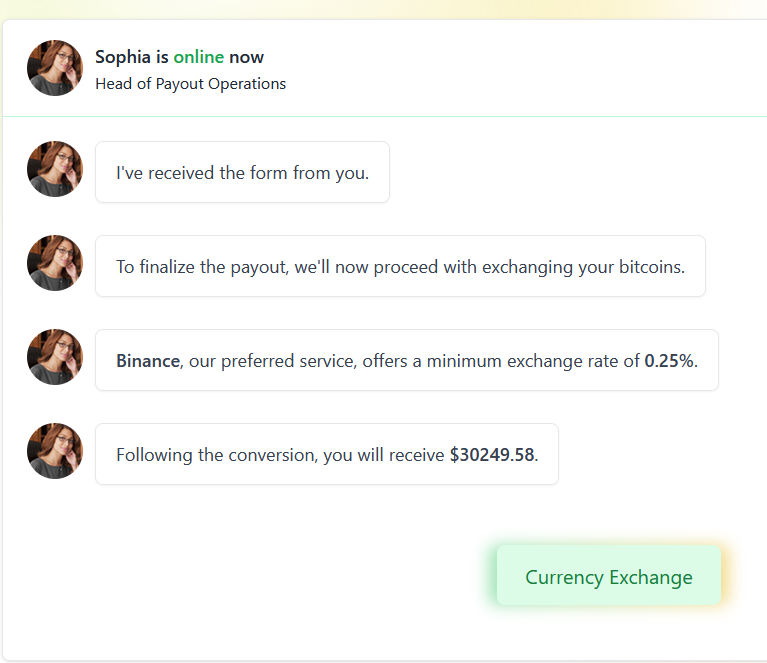 Sophia is online now
Head of Payout Operations
I've received the form from you.
To finalize the payout, we'll now proceed with exchanging your bitcoins.
Binance, our preferred service, offers a minimum exchange rate of 0.25%.
Following the conversion, you will receive $30249.58.
Currency Exchange